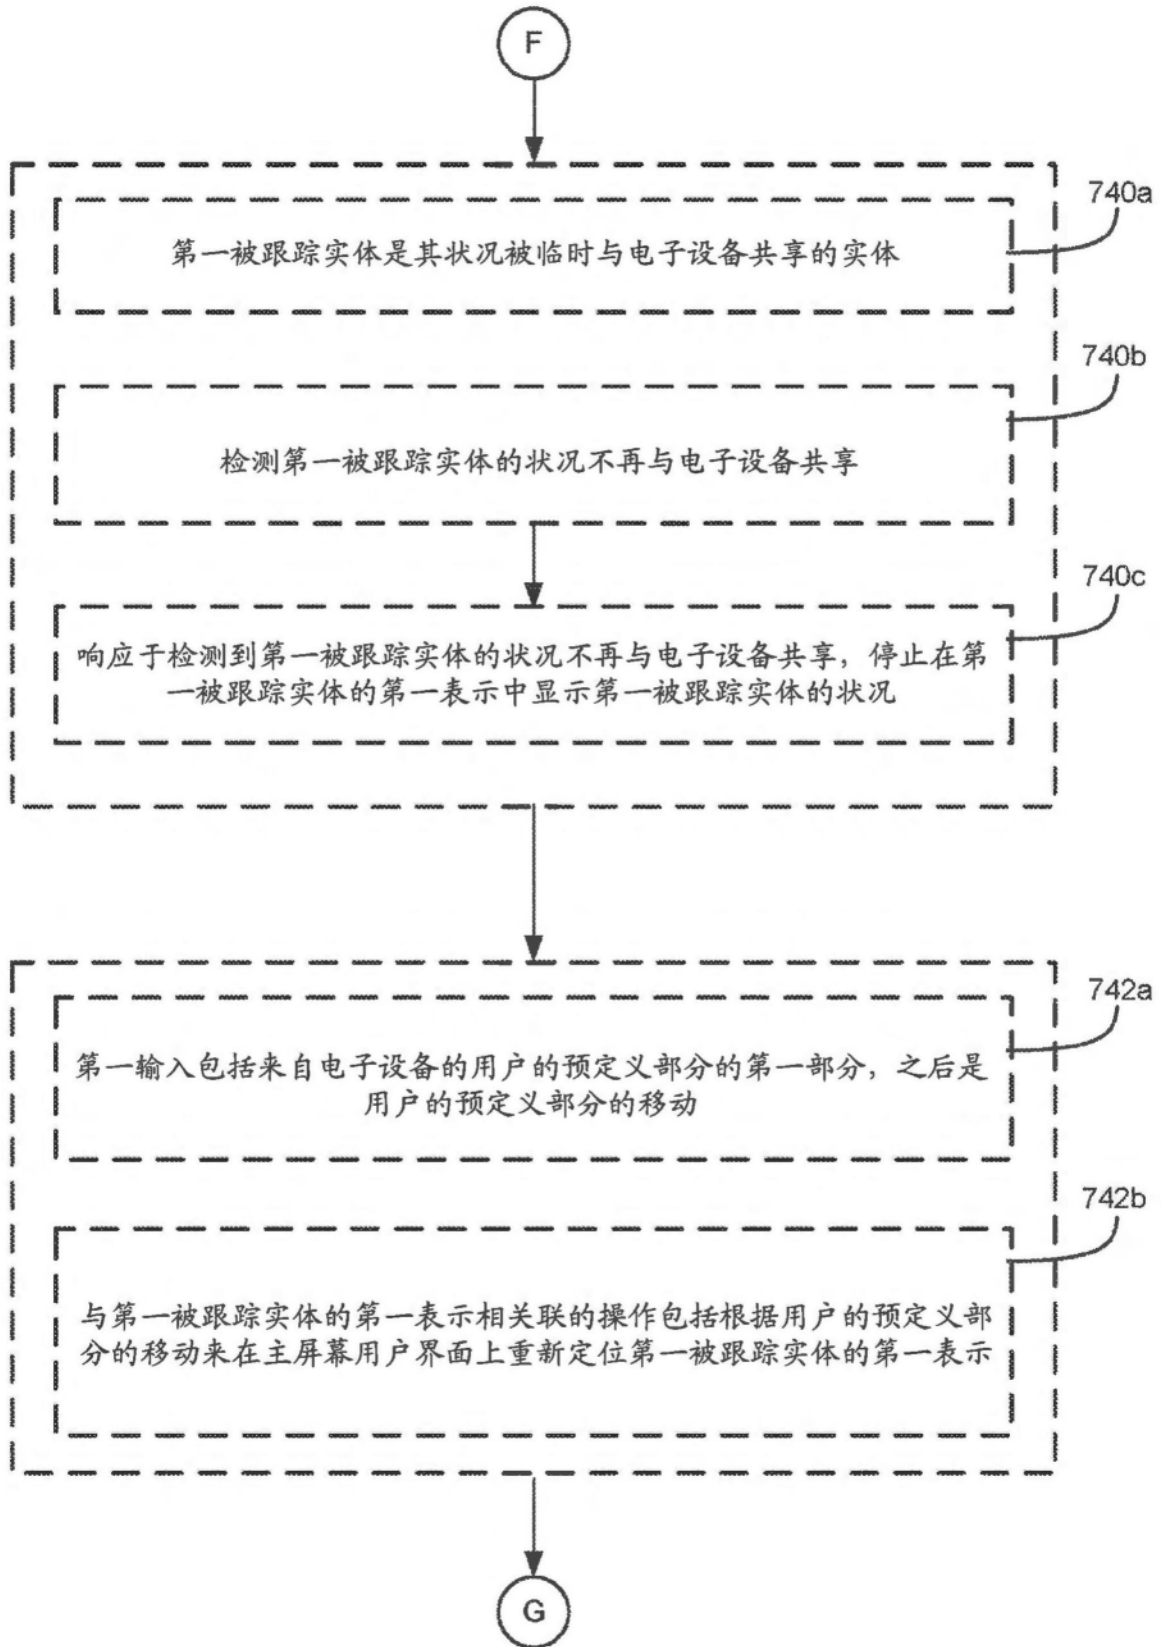 F
740a
第一被跟踪实体是其状况被临时与电子设备共享的实体
740b
检测第一被跟踪实体的状况不再与电子设备共享
740c
响应于检测到第一被跟踪实体的状况不再与电子设备共享，停止在第
一被跟踪实体的第一表示中显示第一被跟踪实体的状况
742a
第一输入包括来自电子设备的用户的预定义部分的第一部分，之后是
用户的预定义部分的移动
742b
与第一被跟踪实体的第一表示相关联的操作包括根据用户的预定义部
分的移动来在主屏幕用户界面上重新定位第一被跟踪实体的第一表示
G